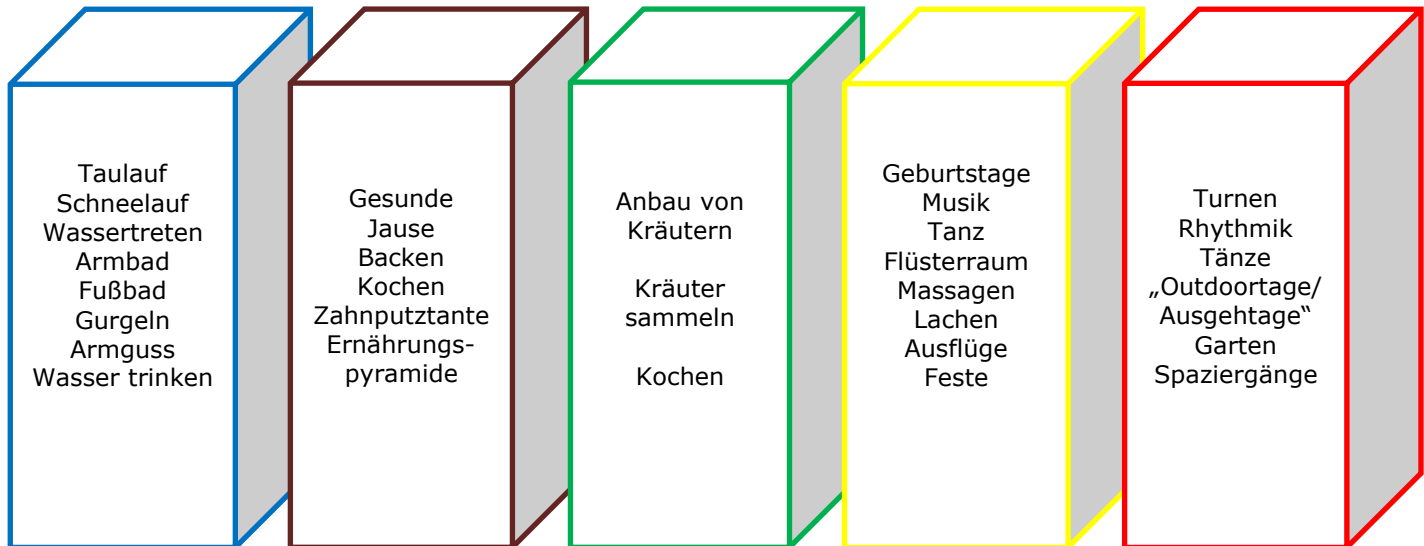 Taulauf
Schneelauf
Wassertreten
Armbad
Fußbad
Gurgeln
Armguss
Wasser trinken
Gesunde
Jause
Backen
Kochen
Zahnputztante
Ernährungs-
pyramide
Anbau von
Kräutern
Kräuter
sammeln
Kochen
Geburtstage
Musik
Tanz
Flüsterraum
Massagen
Lachen
Ausflüge
Feste
Turnen
Rhythmik
Tänze
„Outdoortage/
Ausgehtage“
Garten
Spaziergänge